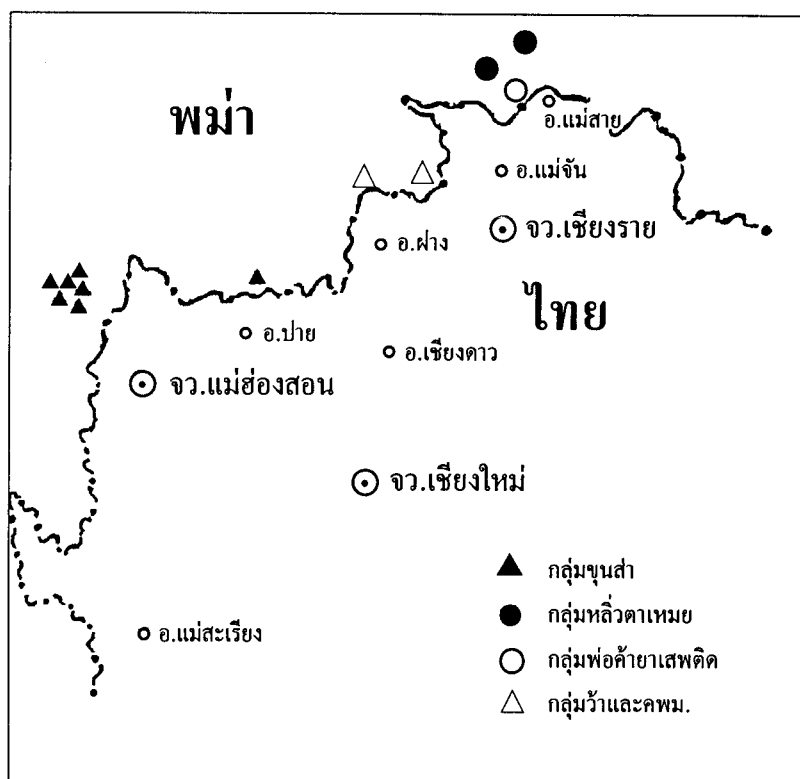 พม่า
อ.แม่สาย
อ.แม่จัน
จว.เชียงราย
อ.ฝาง
ไทย
อ.ปาย
อ.เชียงดาว
จว.แม่ฮ่องสอน
จว.เชียงใหม่
กลุ่มขุนสำ
กลุ่มหลิ่วตาเหมย
อ.แม่สะเรียง
กลุ่มพ่อค้ายาเสพติด
กลุ่มว้าและคพม.